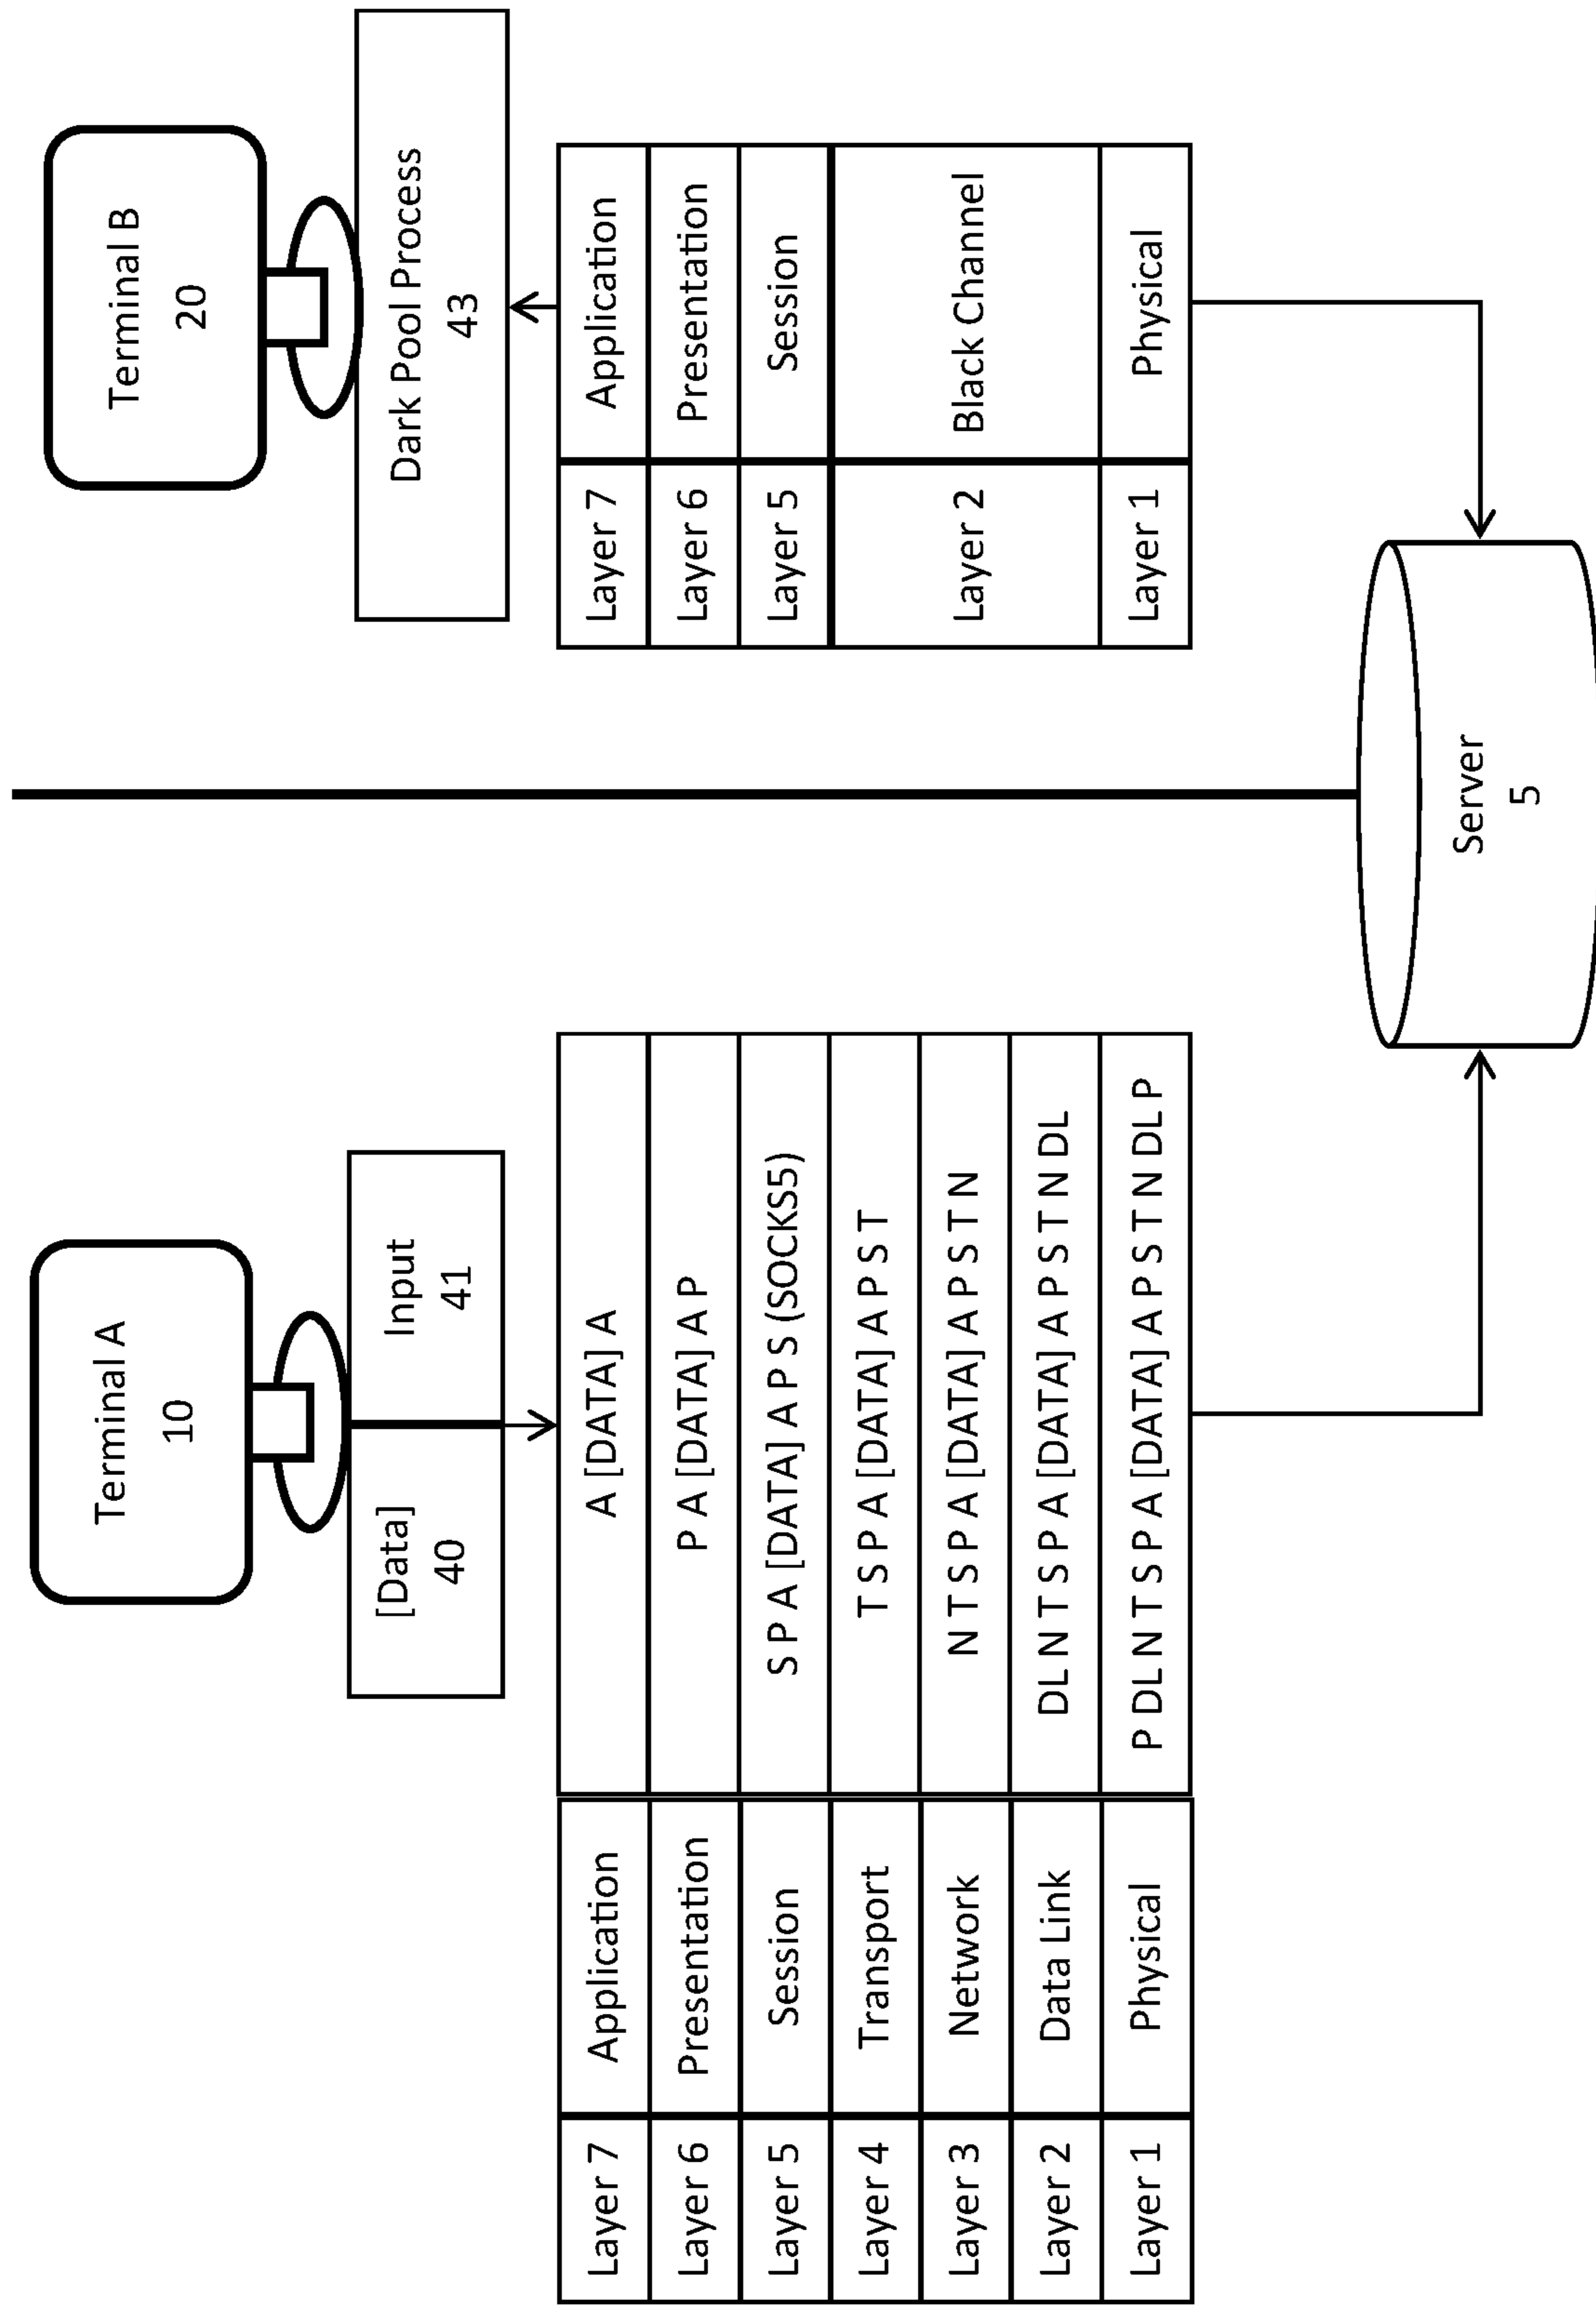 Terminal A
10
[Data]
40
Input
41
Layer 7
Application
A [DATA] A
Layer 6
Presentation
P A [DATA] A P
Layer 5
Session
S P A [DATA] A P S (SOCKS5)
Layer 4
Transport
T S P A [DATA] A P S T
Layer 3
Network
N T S P A [DATA] A P S T N
Layer 2
Data Link
DL N T S P A [DATA] A P S T N DL
Layer 1
Physical
P DL N T S P A [DATA] A P S T N DL P
Server
5
Terminal B
20
Dark Pool Process
43
Layer 7
Application
Layer 6
Presentation
Layer 5
Session
Layer 2
Black Channel
Layer 1
Physical